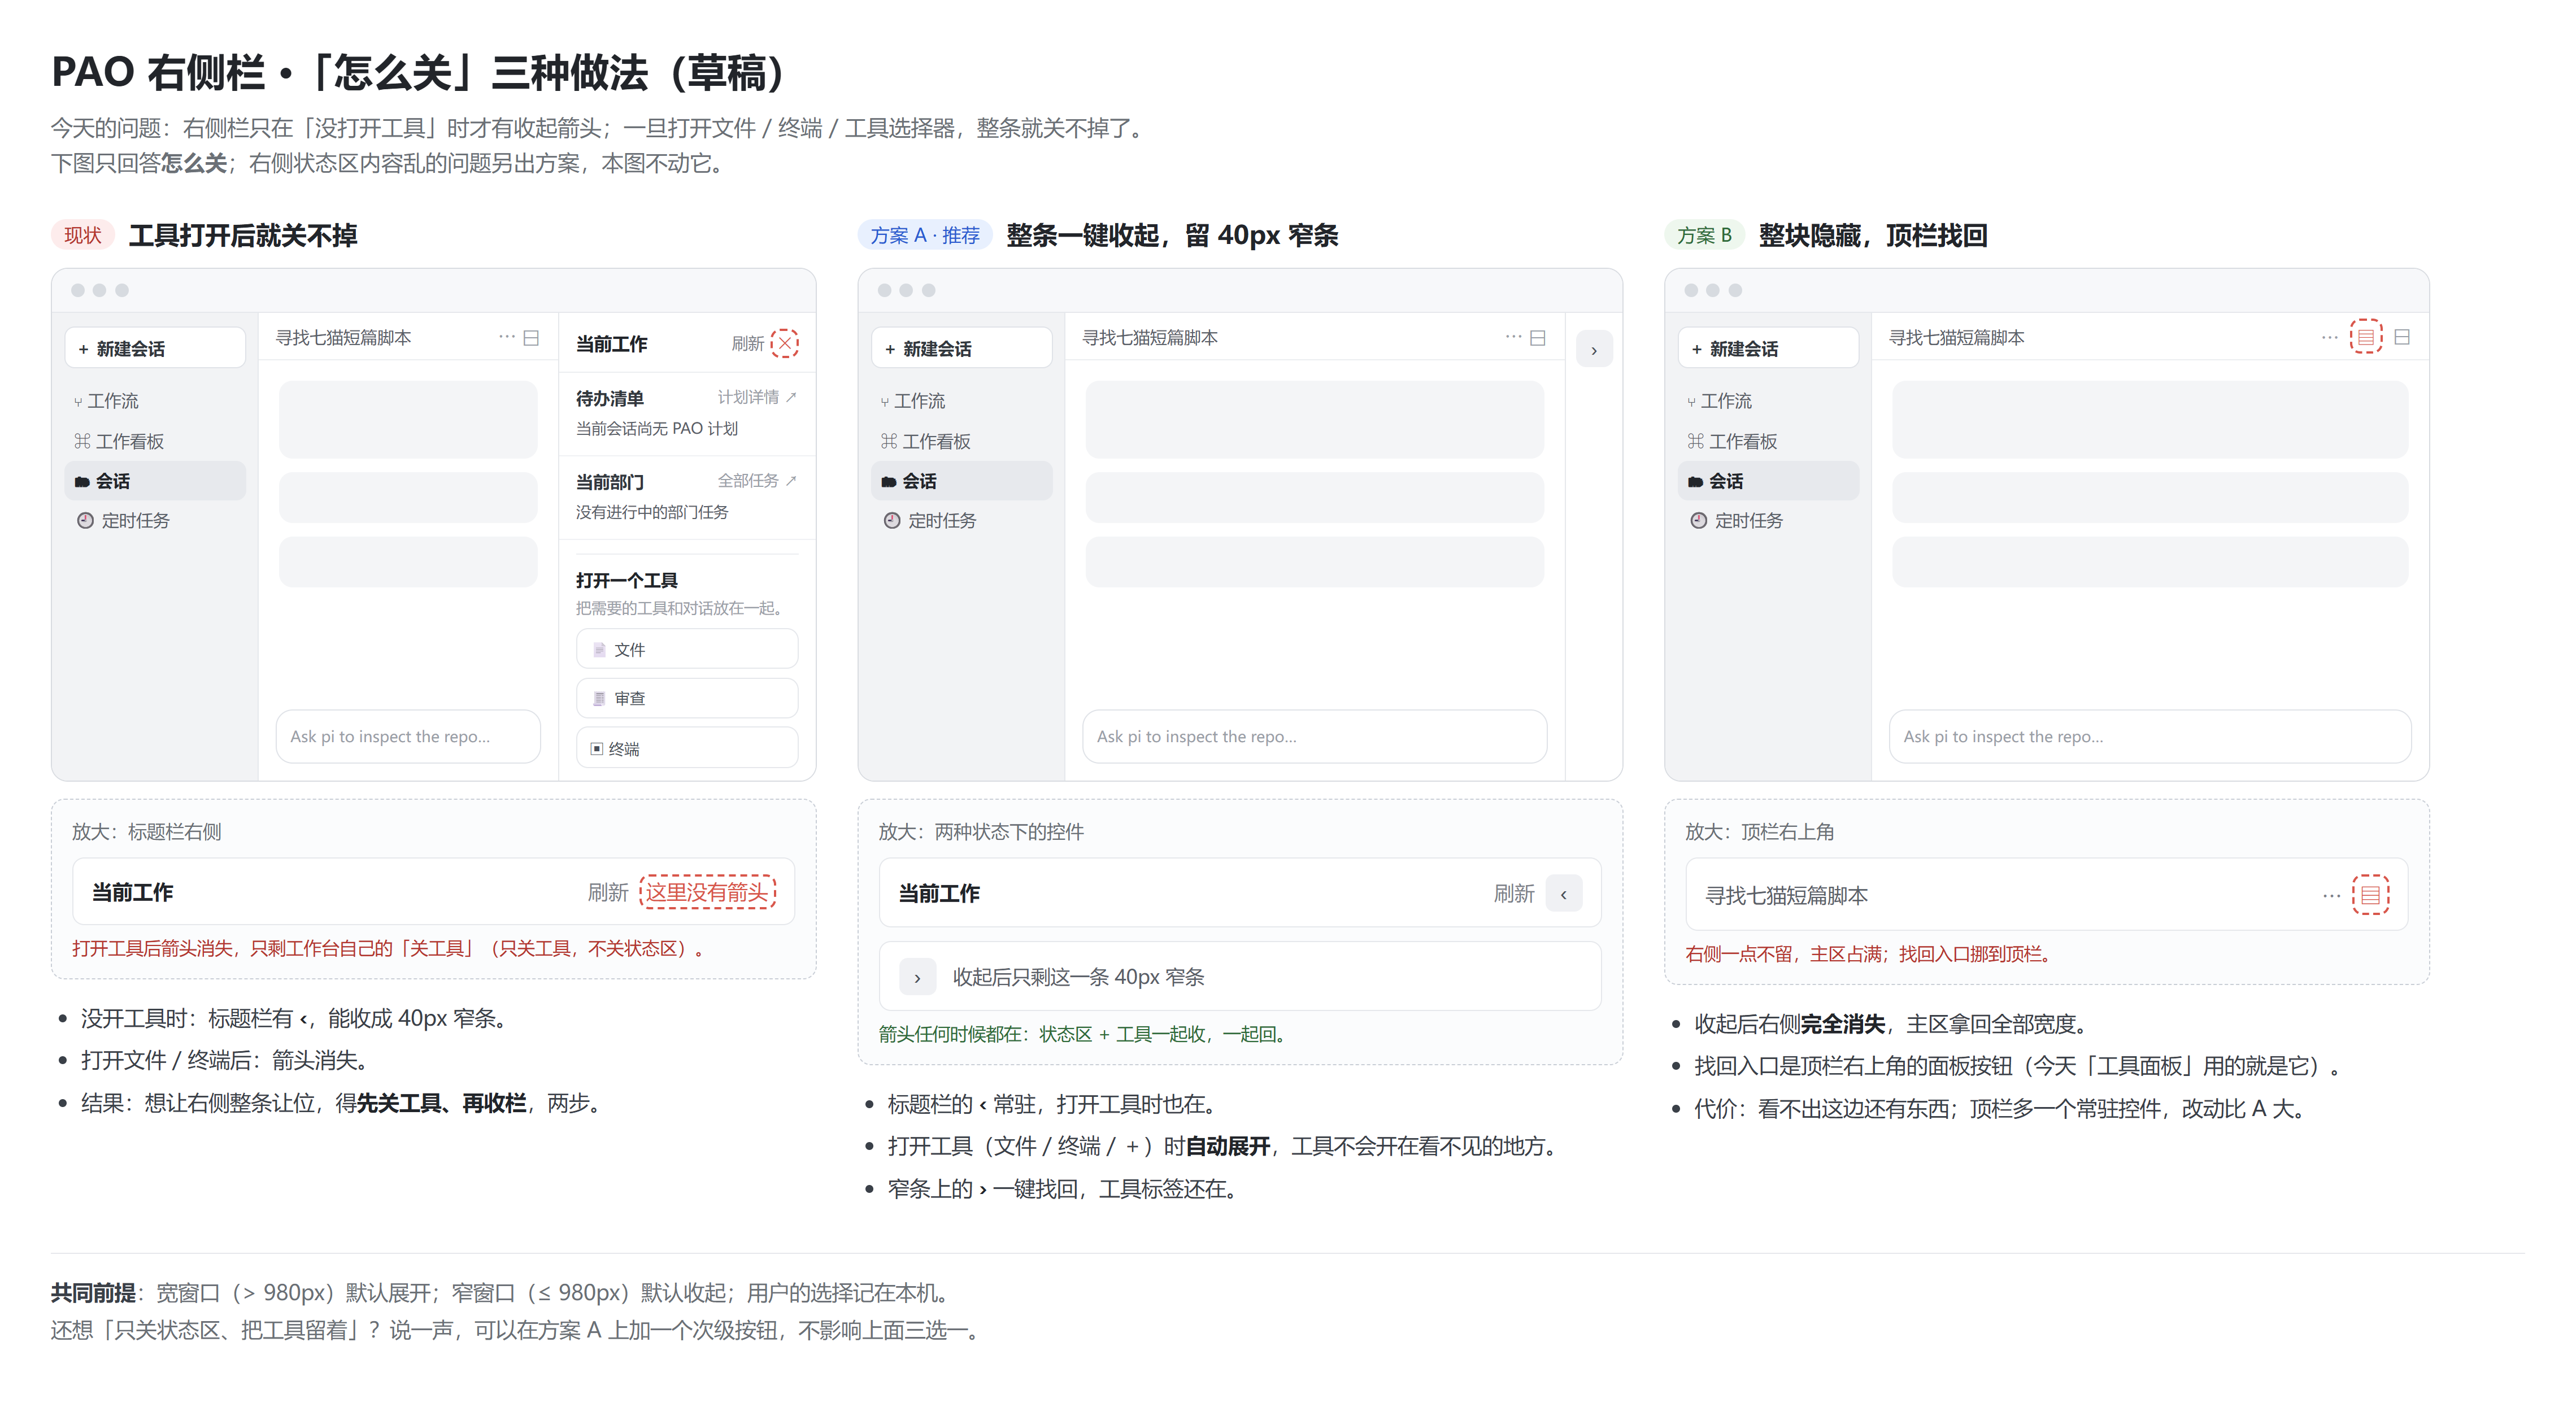 PAO 右侧栏 •「怎么关」三种做法（草稿）
今天的问题：右侧栏只在「没打开工具」时才有收起箭头；一旦打开文件 / 终端 / 工具选择器，整条就关不掉了。
下图只回答怎么关；右侧状态区内容乱的问题另出方案，本图不动它。
现状 工具打开后就关不掉
+ 新建会话
工作流
⌘ 工作看板
会话
定时任务
寻找七猫短篇脚本 ···
当前工作 刷新
待办清单 计划详情 ↗
当前会话尚无 PAO 计划
当前部门 全部任务 ↗
没有进行中的部门任务
打开一个工具
把需要的工具和对话放在一起。
文件
审查
终端
Ask pi to inspect the repo...
放大：标题栏右侧
当前工作 刷新 这里没有箭头
打开工具后箭头消失，只剩工作台自己的「关工具」（只关工具，不关状态区）。
• 没开工具时：标题栏有 ‹，能收成 40px 窄条。
• 打开文件 / 终端后：箭头消失。
• 结果：想让右侧整条让位，得先关工具、再收栏，两步。
方案 A · 推荐 整条一键收起，留 40px 窄条
+ 新建会话
工作流
⌘ 工作看板
会话
定时任务
寻找七猫短篇脚本 ···
›
Ask pi to inspect the repo...
放大：两种状态下的控件
当前工作 刷新 ‹
› 收起后只剩这一条 40px 窄条
箭头任何时候都在：状态区 + 工具一起收，一起回。
• 标题栏的 ‹ 常驻，打开工具时也在。
• 打开工具（文件 / 终端 / +）时自动展开，工具不会开在看不见的地方。
• 窄条上的 › 一键找回，工具标签还在。
方案 B 整块隐藏，顶栏找回
+ 新建会话
工作流
⌘ 工作看板
会话
定时任务
寻找七猫短篇脚本 ···
Ask pi to inspect the repo...
放大：顶栏右上角
寻找七猫短篇脚本 ···
右侧一点不留，主区占满；找回入口挪到顶栏。
• 收起后右侧完全消失，主区拿回全部宽度。
• 找回入口是顶栏右上角的面板按钮（今天「工具面板」用的就是它）。
• 代价：看不出这边还有东西；顶栏多一个常驻控件，改动比 A 大。
共同前提：宽窗口（> 980px）默认展开；窄窗口（≤ 980px）默认收起；用户的选择记在本机。
还想「只关状态区、把工具留着」？说一声，可以在方案 A 上加一个次级按钮，不影响上面三选一。